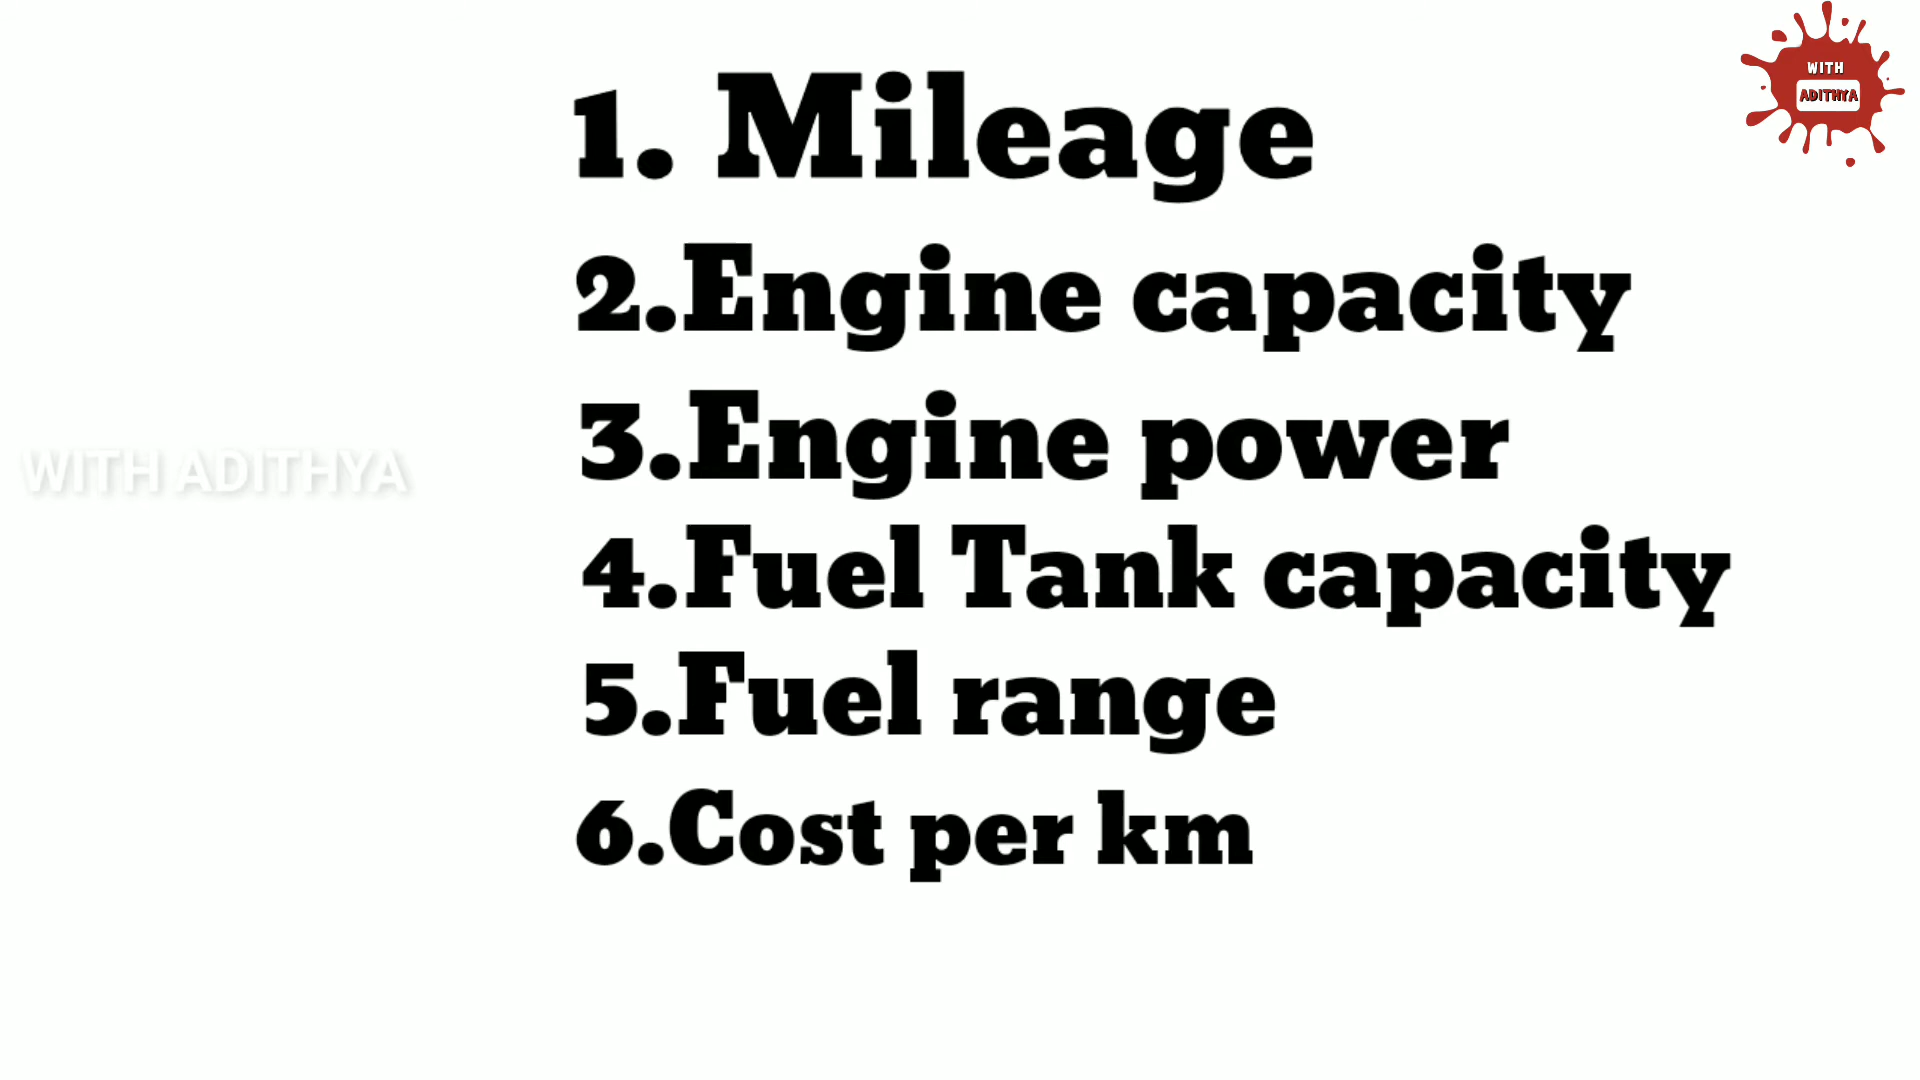 WITH
ADITHYA
1. Mileage
2.Engine capacity
3.Engine power
WITH ADITHYA
4.Fuel Tank capacity
5.Fuel range
6.Cost per km